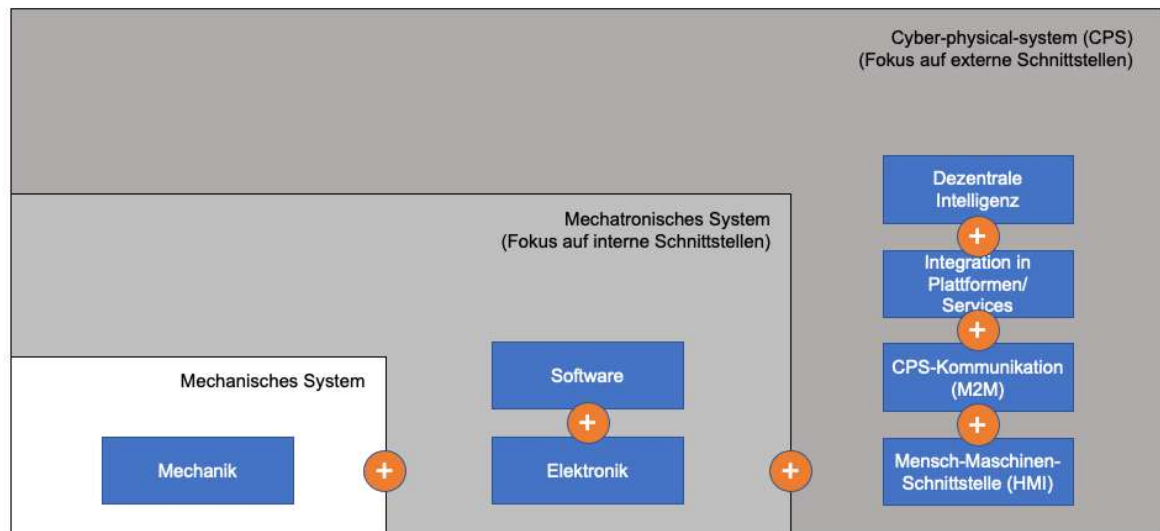 Cyber-physical-system (CPS)
(Fokus auf externe Schnittstellen)
Dezentrale
Intelligenz
+
Mechatronisches System
(Fokus auf interne Schnittstellen)
Integration in
Plattformen/
Services
+
Mechanisches System
Software
CPS-Kommunikation
(M2M)
+
+
Mechanik
+
Elektronik
+
Mensch-Maschinen-
Schnittstelle (HMI)